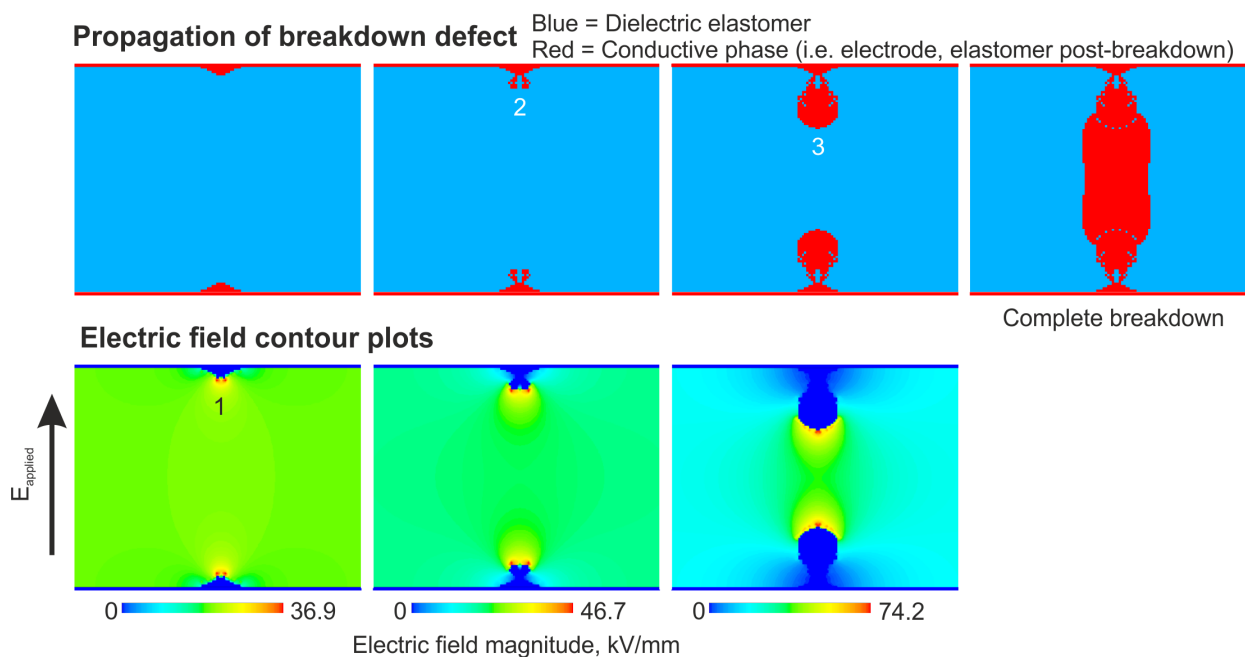 Propagation of breakdown defect
Blue = Dielectric elastomer
Red = Conductive phase (i.e. electrode, elastomer post-breakdown)
2
3
Complete breakdown
Electric field contour plots
1
Eapplied
0 36.9
0 46.7
0 74.2
Electric field magnitude, kV/mm